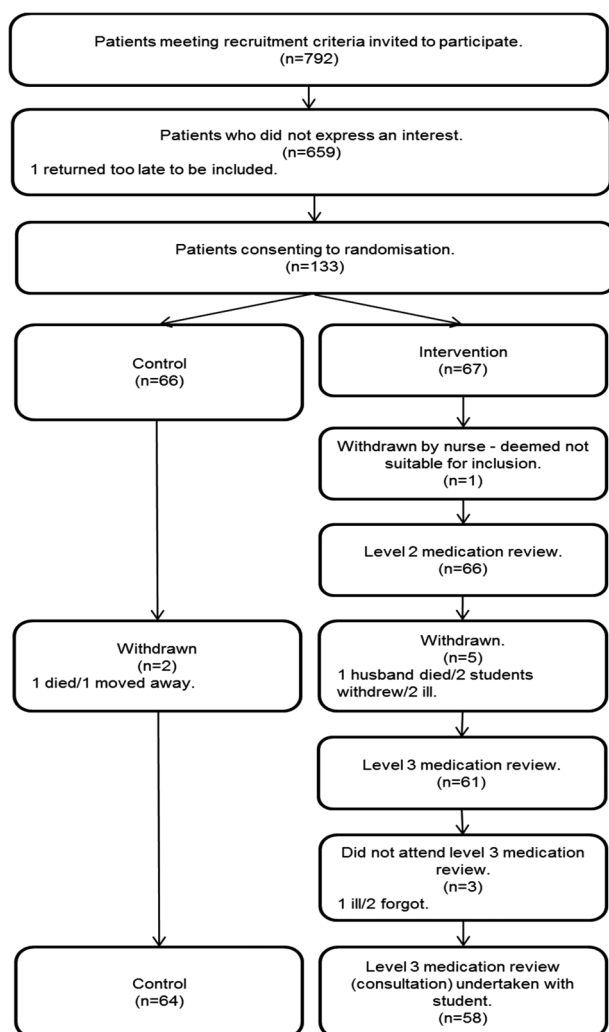 Patients meeting recruitment criteria invited to participate.
(n=792)
Patients who did not express an interest.
(n=659)
1 returned too late to be included.
Patients consenting to randomisation.
(n=133)
Control
(n=66)
Intervention
(n=67)
Withdrawn by nurse - deemed not
suitable for inclusion.
(n=1)
Level 2 medication review.
(n=66)
Withdrawn
(n=2)
1 died/1 moved away.
Withdrawn.
(n=5)
1 husband died/2 students
withdrew/2 ill.
Level 3 medication review.
(n=61)
Did not attend level 3 medication
review.
(n=3)
1 ill/2 forgot.
Control
(n=64)
Level 3 medication review
(consultation) undertaken with
student.
(n=58)